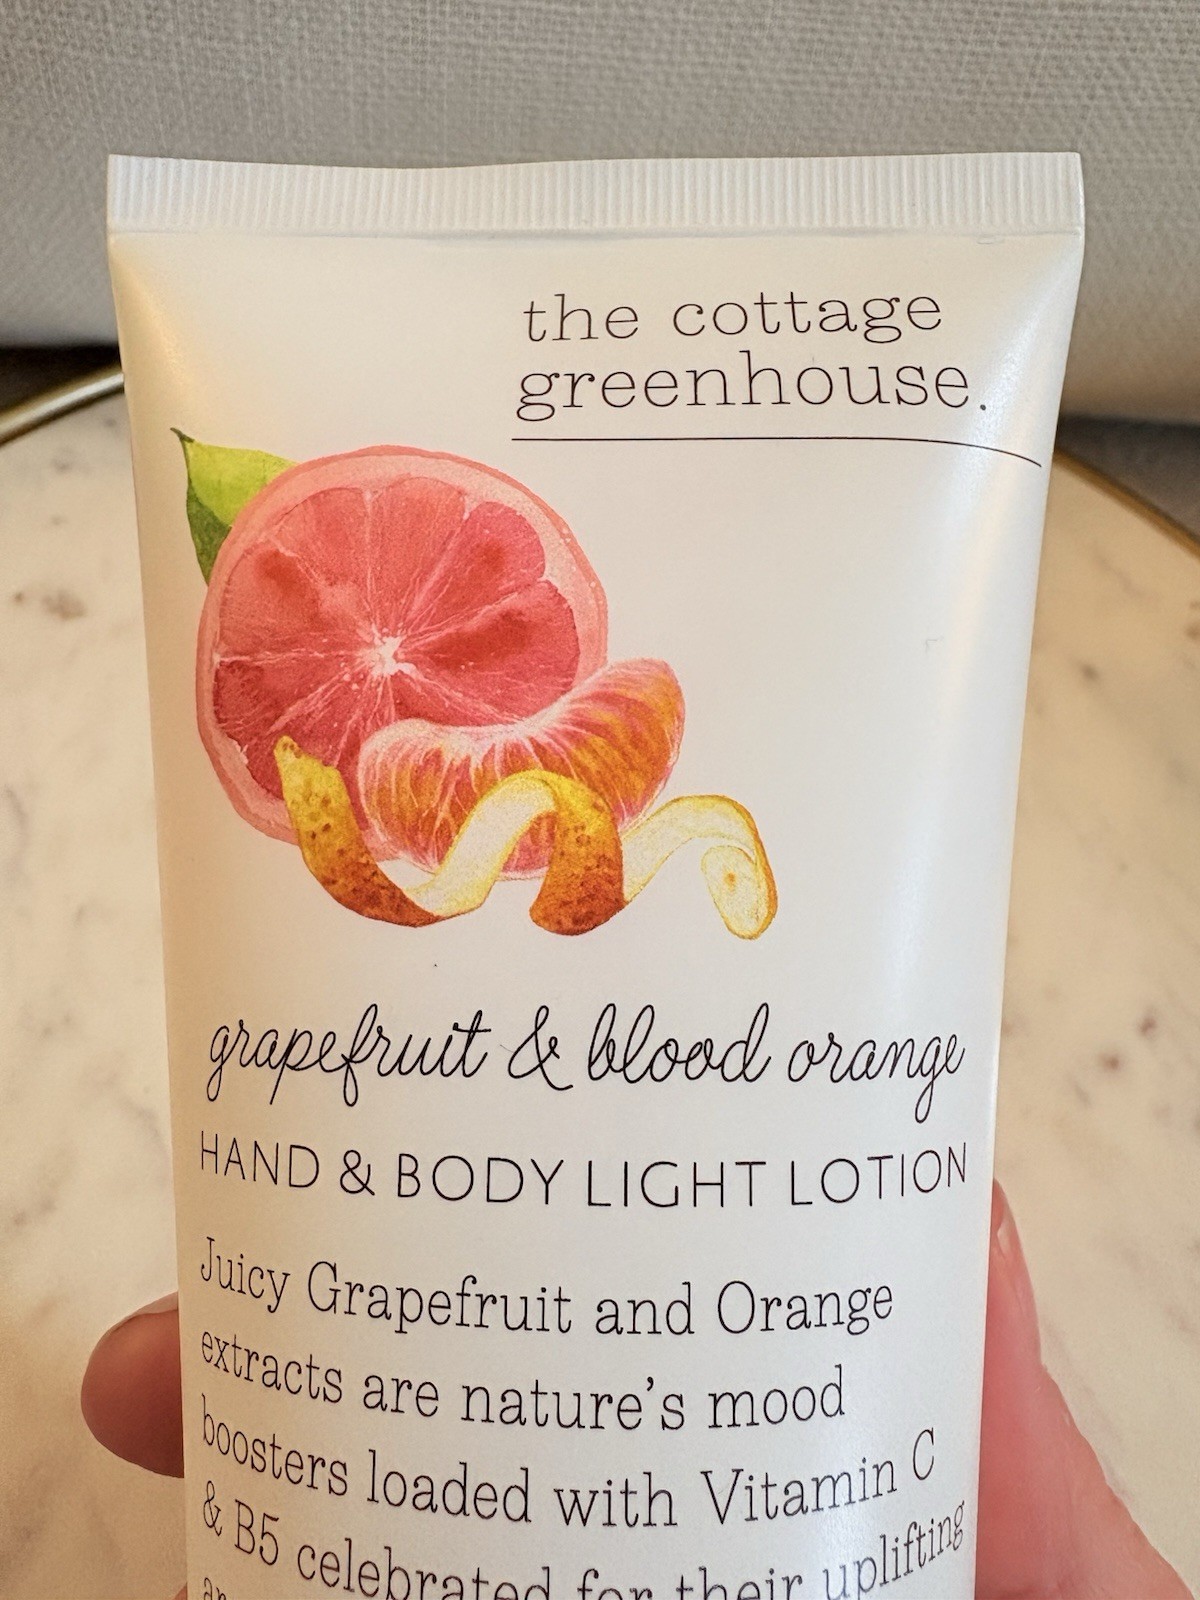 the cottage
greenhouse.
grapefruit & blood orange
HAND & BODY LIGHT LOTION
Juicy Grapefruit and Orange
extracts are nature's mood
boosters loaded with Vitamin C
& B5 celebrated for their uplifting